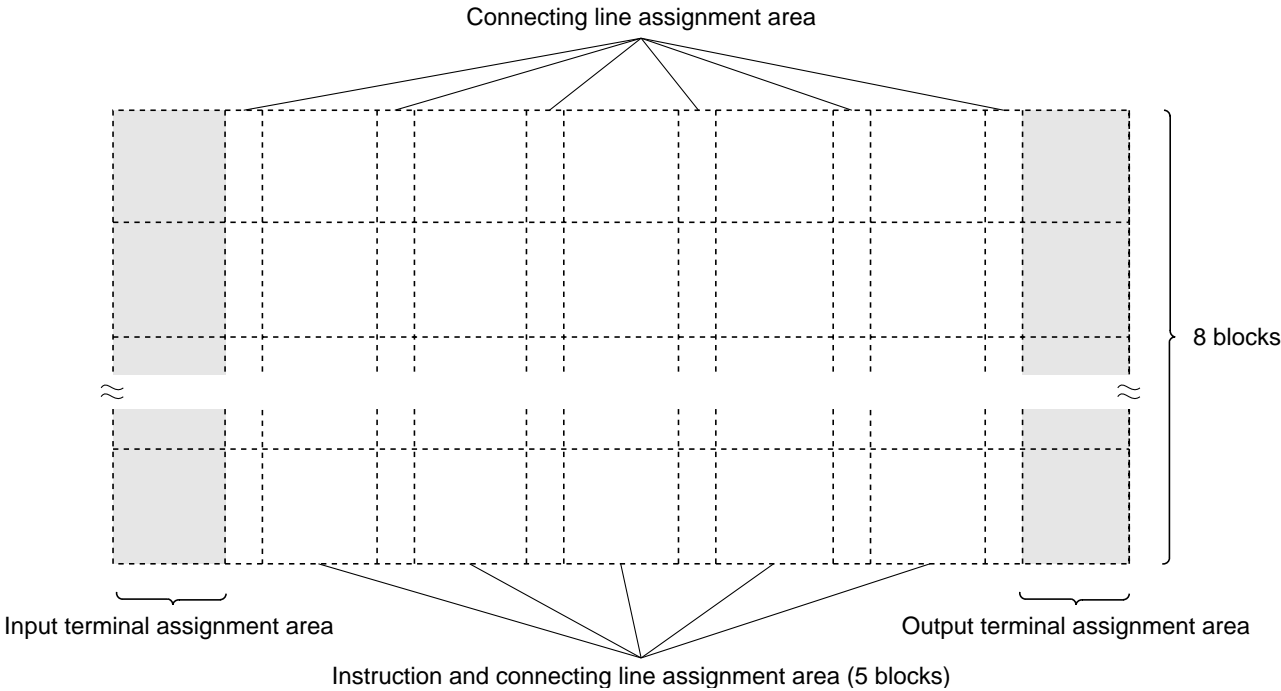 Connecting line assignment area
8 blocks
Input terminal assignment area
Output terminal assignment area
Instruction and connecting line assignment area (5 blocks)